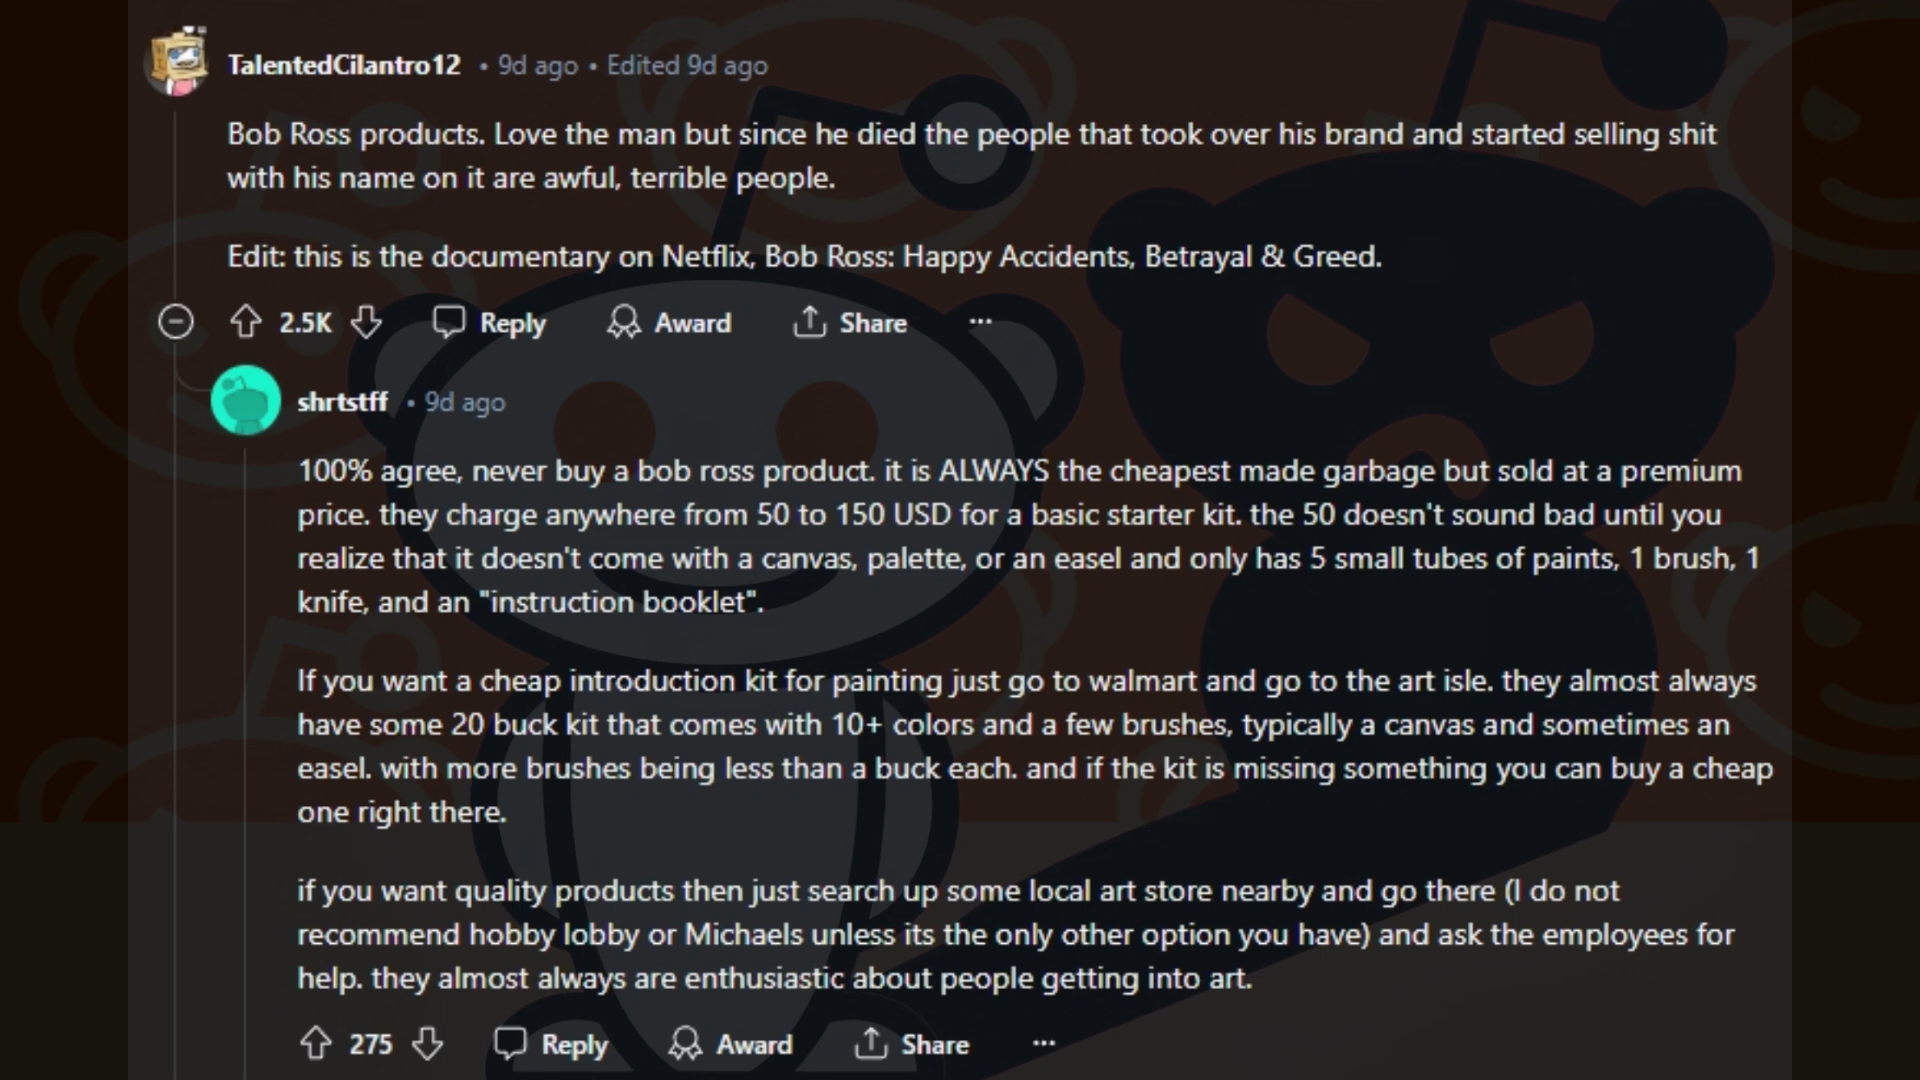 TalentedCilantro12 • 9d ago • Edited 9d ago
Bob Ross products. Love the man but since he died the people that took over his brand and started selling shit
with his name on it are awful, terrible people.
Edit: this is the documentary on Netflix, Bob Ross: Happy Accidents, Betrayal & Greed.
2.5K Reply Award Share ...
shrtstff • 9d ago
100% agree, never buy a bob ross product. it is ALWAYS the cheapest made garbage but sold at a premium
price. they charge anywhere from 50 to 150 USD for a basic starter kit. the 50 doesn't sound bad until you
realize that it doesn't come with a canvas, palette, or an easel and only has 5 small tubes of paints, 1 brush, 1
knife, and an "instruction booklet".
If you want a cheap introduction kit for painting just go to walmart and go to the art isle. they almost always
have some 20 buck kit that comes with 10+ colors and a few brushes, typically a canvas and sometimes an
easel. with more brushes being less than a buck each. and if the kit is missing something you can buy a cheap
one right there.
if you want quality products then just search up some local art store nearby and go there (I do not
recommend hobby lobby or Michaels unless its the only other option you have) and ask the employees for
help. they almost always are enthusiastic about people getting into art.
275 Reply Award Share ...